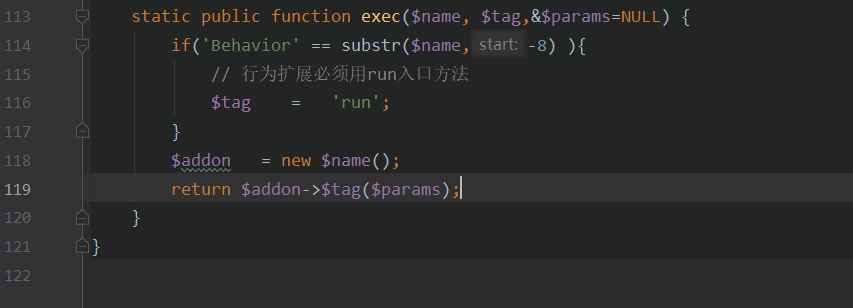 113 static public function exec($name, $tag,&$params=NULL) {
114 if('Behavior' == substr($name, start: -8) ){
115 // 行为扩展必须用run入口方法
116 $tag = 'run';
117 }
118 $addon = new $name();
119 return $addon->$tag($params);
120 }
121 }
122